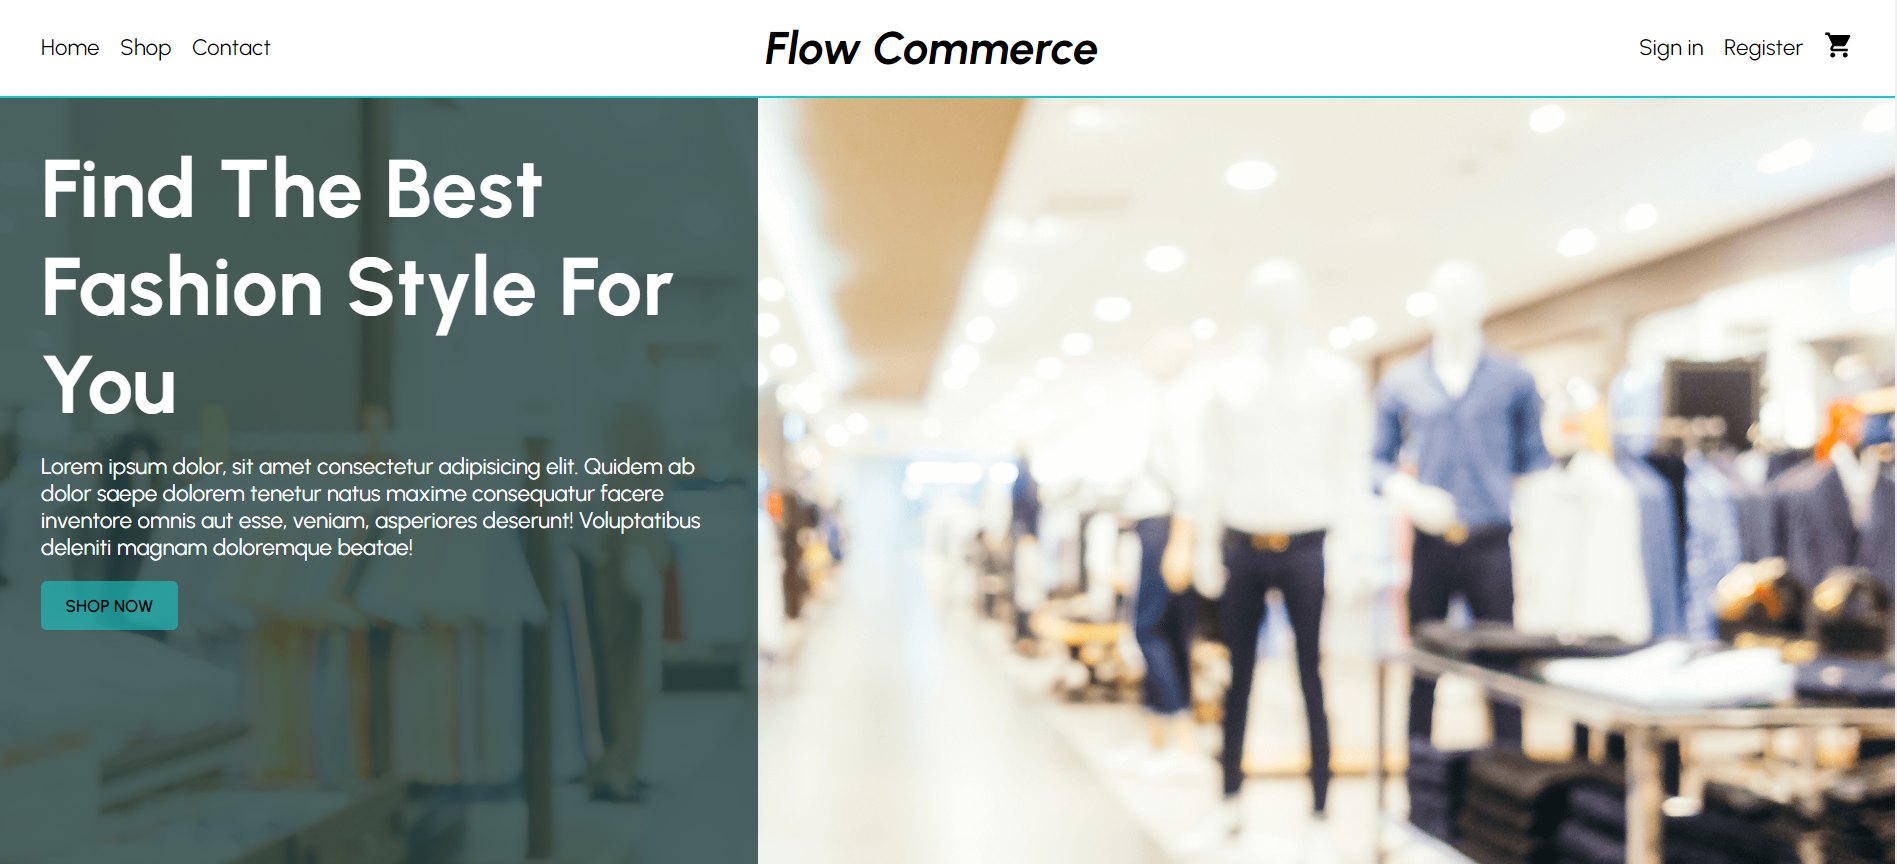 Home Shop Contact
Flow Commerce
Sign in Register
Find The Best
Fashion Style For
You
Lorem ipsum dolor, sit amet consectetur adipisicing elit. Quidem ab
dolor saepe dolorem tenetur natus maxime consequatur facere
inventore omnis aut esse, veniam, asperiores deserunt! Voluptatibus
deleniti magnam doloremque beatae!
SHOP NOW